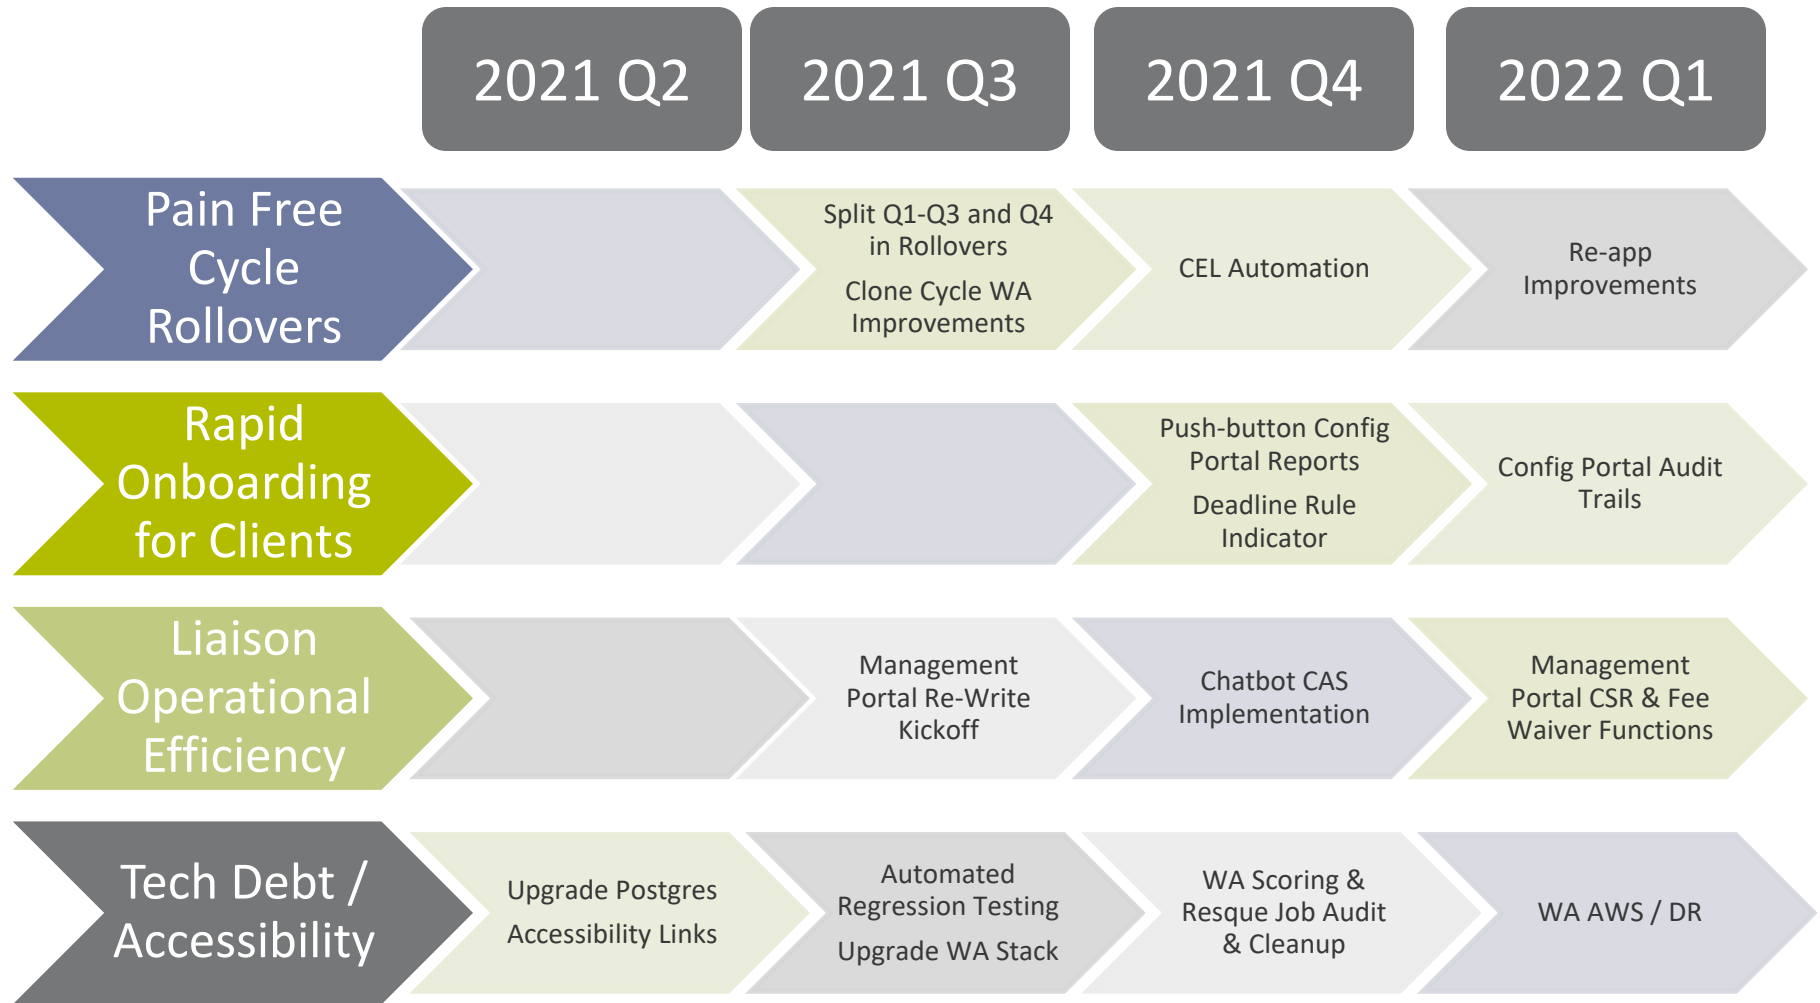 2021 Q2
2021 Q3
2021 Q4
2022 Q1
Pain Free
Cycle
Rollovers
Split Q1-Q3 and Q4
in Rollovers
Clone Cycle WA
Improvements
CEL Automation
Re-app
Improvements
Rapid
Onboarding
for Clients
Push-button Config
Portal Reports
Deadline Rule
Indicator
Config Portal Audit
Trails
Liaison
Operational
Efficiency
Management
Portal Re-Write
Kickoff
Chatbot CAS
Implementation
Management
Portal CSR & Fee
Waiver Functions
Tech Debt /
Accessibility
Upgrade Postgres
Accessibility Links
Automated
Regression Testing
Upgrade WA Stack
WA Scoring &
Resque Job Audit
& Cleanup
WA AWS / DR